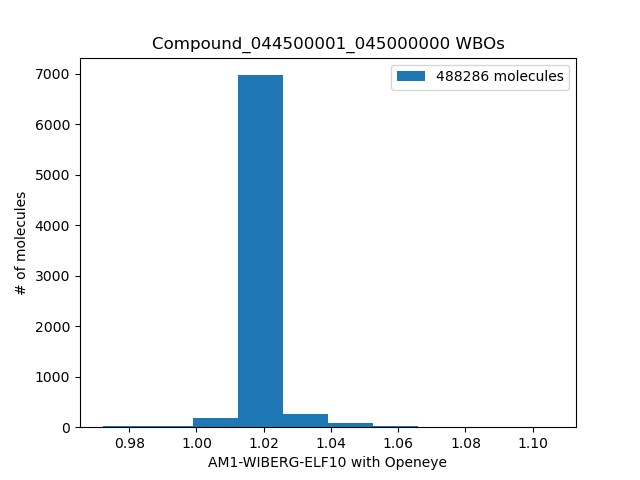 Compound_044500001_045000000 WBOs
488286 molecules
# of molecules
7000
6000
5000
4000
3000
2000
1000
0
0.98 1.00 1.02 1.04 1.06 1.08 1.10
AM1-WIBERG-ELF10 with Openeye